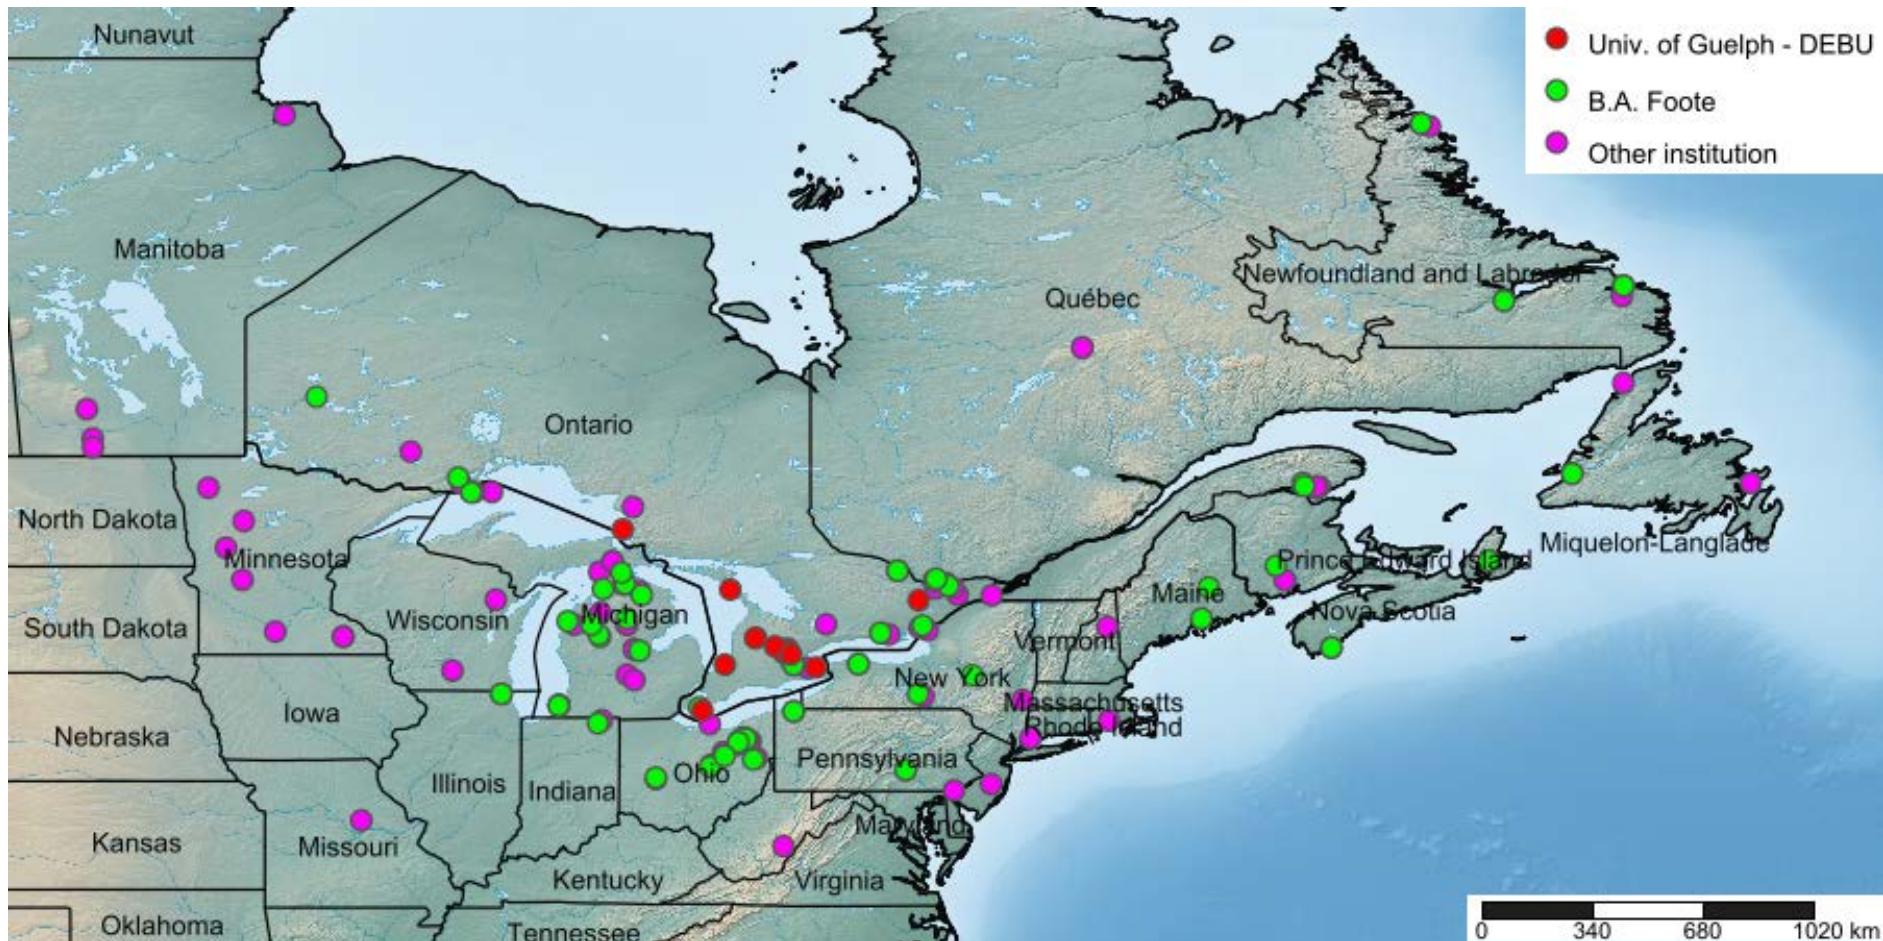 Nunavut
Univ. of Guelph - DEBU
B.A. Foote
Other institution
Manitoba
Newfoundland and Labrador
Québec
Ontario
North Dakota
Minnesota
Miquelon-Langlade
Prince Edward Island
Maine
Nova Scotia
Michigan
Wisconsin
South Dakota
Vermont
New York
Massachusetts
Iowa
Rhode Island
Nebraska
Pennsylvania
Ohio
Illinois
Indiana
Maryland
Kansas
Missouri
Kentucky
Virginia
Oklahoma
Tennessee
0 340 680 1020 km